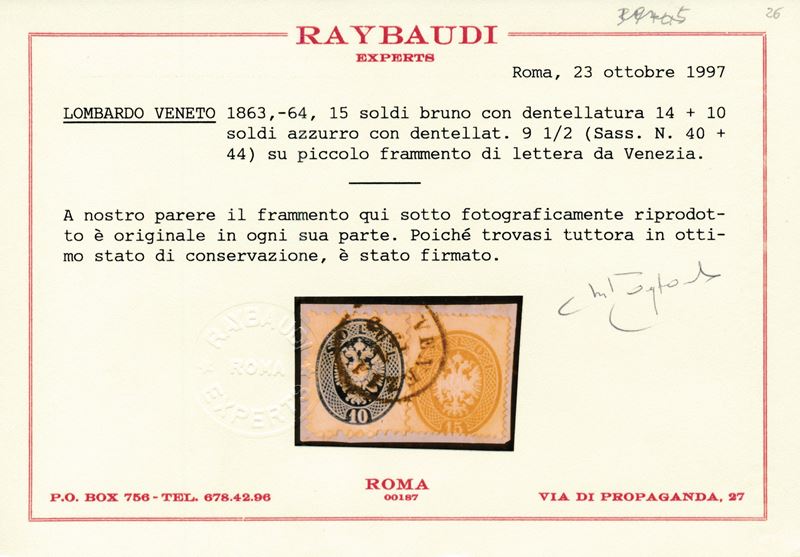 26
RAYBAUDI
EXPERTS
Roma, 23 ottobre 1997
LOMBARDO VENETO 1863,-64, 15 soldi bruno con dentellatura 14 + 10
soldi azzurro con dentellat. 9 1/2 (Sass. N. 40 +
44) su piccolo frammento di lettera da Venezia.
A nostro parere il frammento qui sotto fotograficamente riprodot-
to è originale in ogni sua parte. Poiché trovasi tuttora in otti-
mo stato di conservazione, è stato firmato.
RAYBAUDI
ROMA
EXPERTS
10
15
ROMA
00187
P.O. BOX 756 - TEL. 678.42.96
VIA DI PROPAGANDA, 27